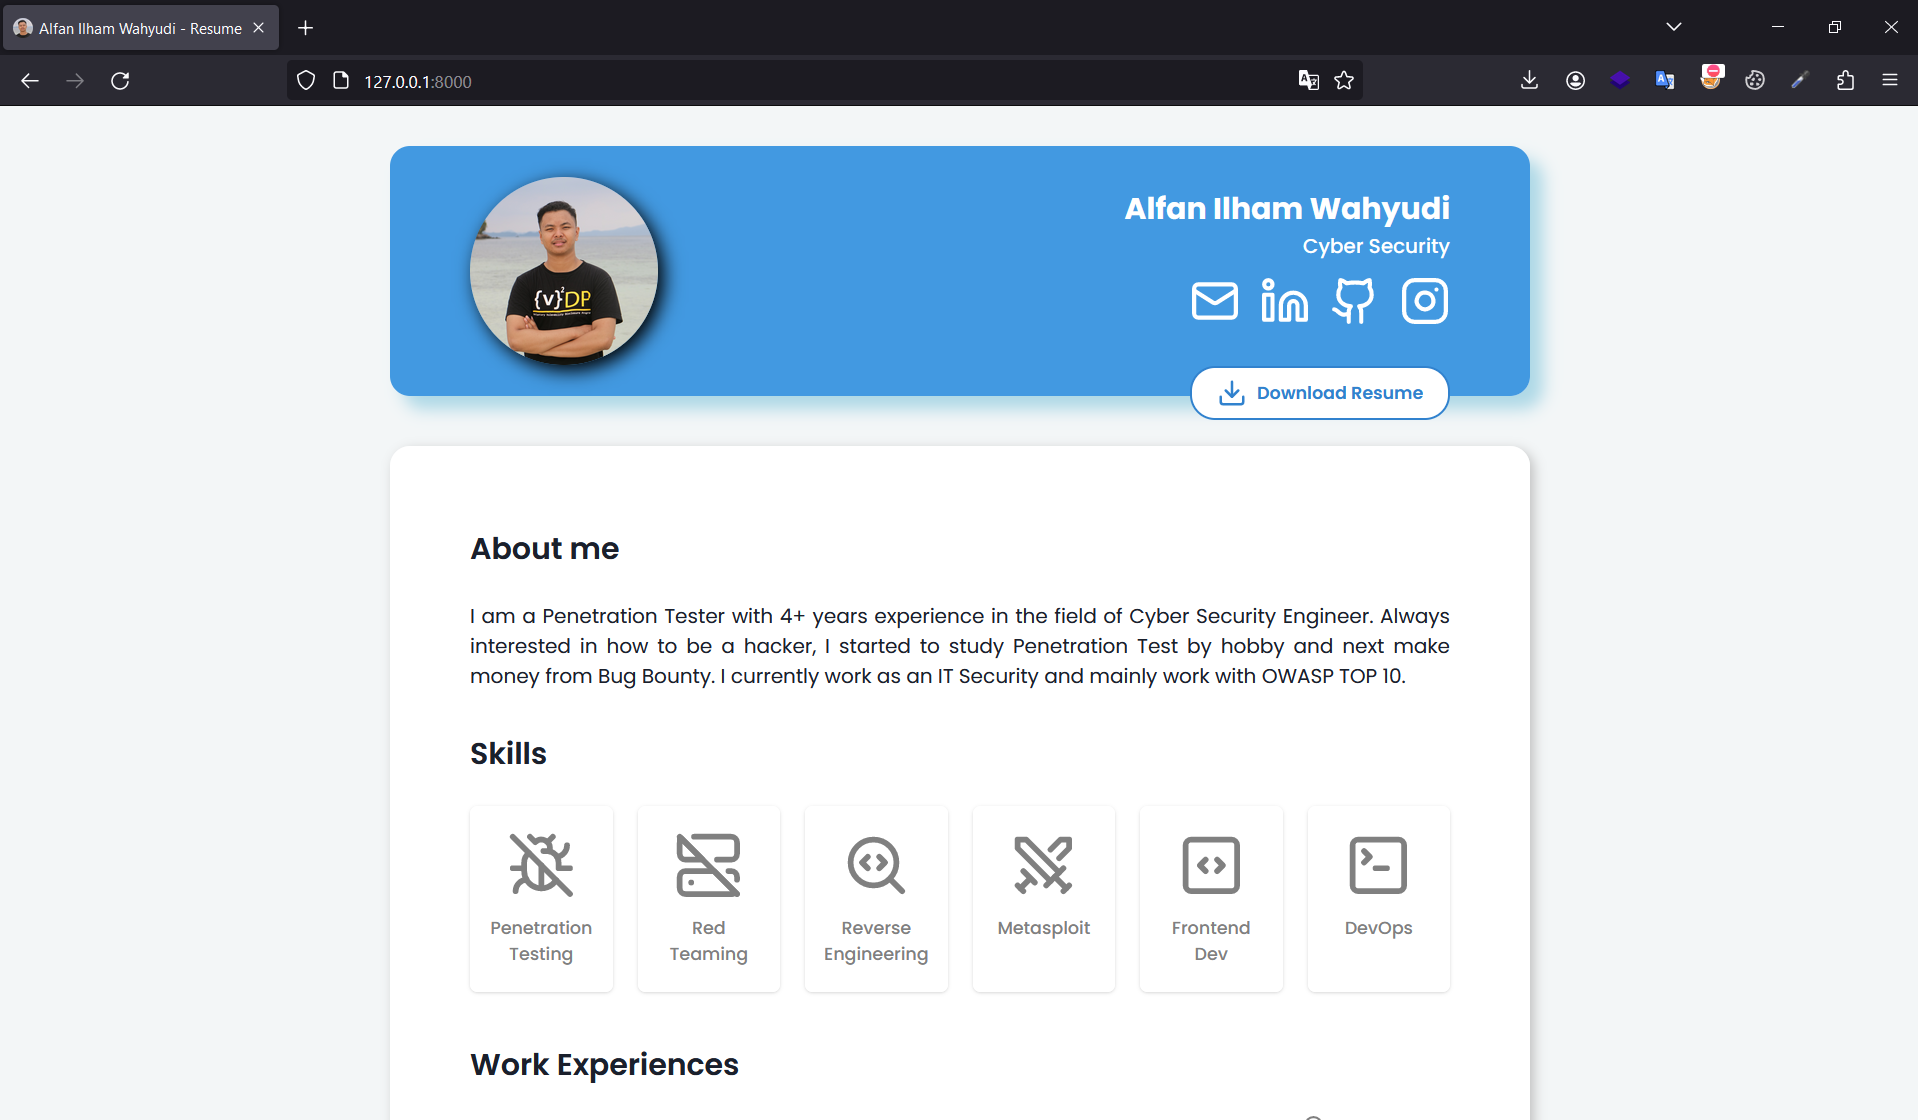 Alfan Ilham Wahyudi - Resume
127.0.0.1:8000
Alfan Ilham Wahyudi
Cyber Security
{v}²DP
Download Resume
About me
I am a Penetration Tester with 4+ years experience in the field of Cyber Security Engineer. Always
interested in how to be a hacker, I started to study Penetration Test by hobby and next make
money from Bug Bounty. I currently work as an IT Security and mainly work with OWASP TOP 10.
Skills
Penetration
Testing
Red
Teaming
Reverse
Engineering
Metasploit
Frontend
Dev
DevOps
Work Experiences